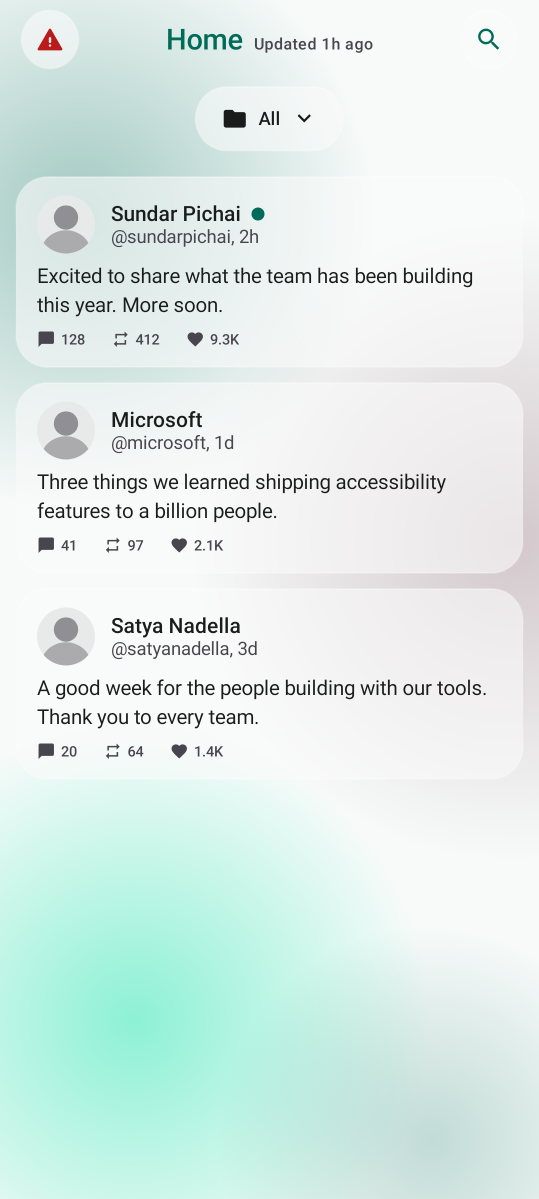 Home Updated 1h ago
All
Sundar Pichai
@sundarpichai, 2h
Excited to share what the team has been building
this year. More soon.
128 412 9.3K
Microsoft
@microsoft, 1d
Three things we learned shipping accessibility
features to a billion people.
41 97 2.1K
Satya Nadella
@satyanadella, 3d
A good week for the people building with our tools.
Thank you to every team.
20 64 1.4K